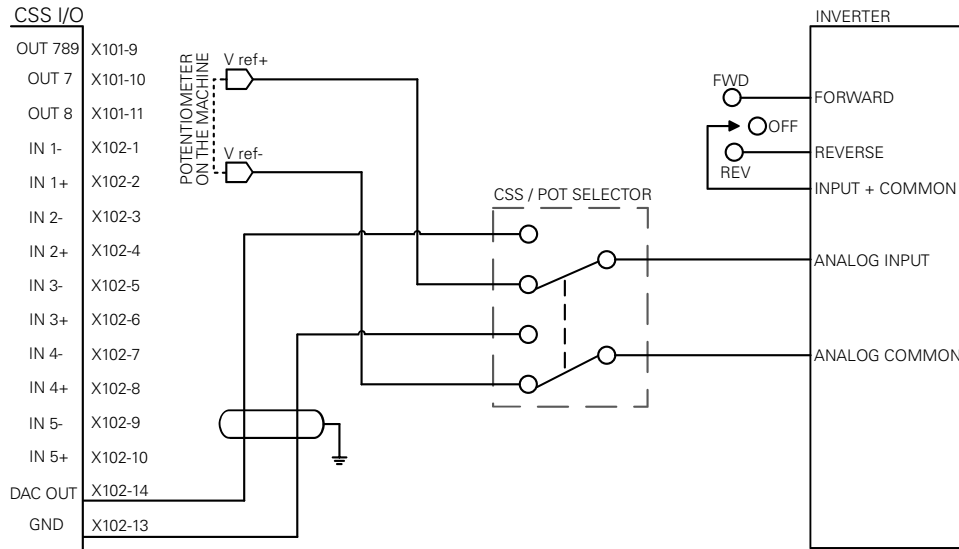 CSS I/O
OUT 789 X101-9
OUT 7 X101-10
OUT 8 X101-11
IN 1- X102-1
IN 1+ X102-2
IN 2- X102-3
IN 2+ X102-4
IN 3- X102-5
IN 3+ X102-6
IN 4- X102-7
IN 4+ X102-8
IN 5- X102-9
IN 5+ X102-10
DAC OUT X102-14
GND X102-13
POTENTIOMETER
ON THE MACHINE
V ref+
V ref-
CSS / POT SELECTOR
INVERTER
FWD
FORWARD
OFF
REVERSE
REV
INPUT + COMMON
ANALOG INPUT
ANALOG COMMON